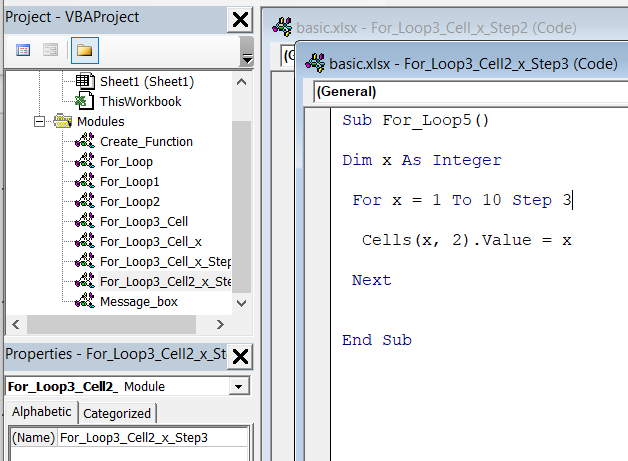 Project - VBAProject
Sheet1 (Sheet1)
ThisWorkbook
Modules
Create_Function
For_Loop
For_Loop1
For_Loop2
For_Loop3_Cell
For_Loop3_Cell_x
For_Loop3_Cell_x_Step
For_Loop3_Cell2_x_Ste
Message_box
Properties - For_Loop3_Cell2_x_
For_Loop3_Cell2_ Module
Alphabetic Categorized
(Name) For_Loop3_Cell2_x_Step3
basic.xlsx - For_Loop3_Cell_x_Step2 (Code)
basic.xlsx - For_Loop3_Cell2_x_Step3 (Code)
(General)
Sub For_Loop5()
Dim x As Integer
For x = 1 To 10 Step 3
Cells(x, 2).Value = x
Next
End Sub